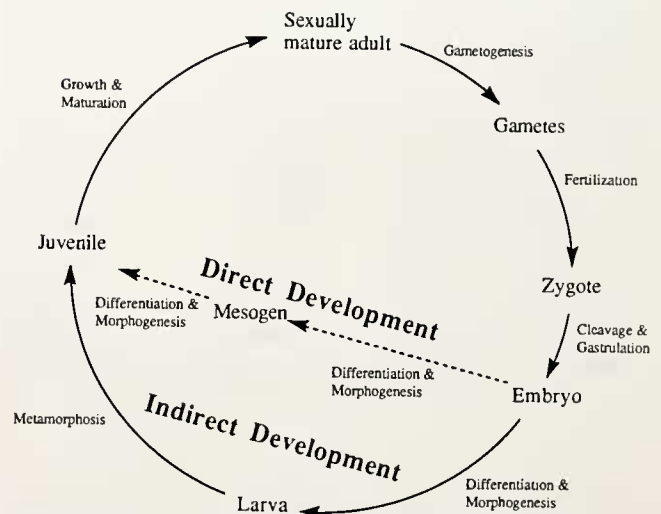 Sexually
mature adult
Gametogenesis
Growth &
Maturation
Gametes
Fertilization
Juvenile
Direct Development
Zygote
Differentiation &
Morphogenesis
Mesogen
Cleavage &
Gastrulation
Differentiation &
Morphogenesis
Embryo
Metamorphosis
Indirect Development
Differentiation &
Morphogenesis
Larva